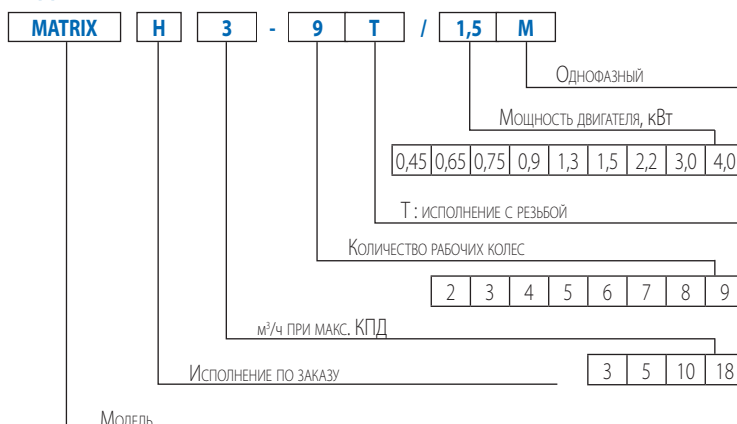 MATRIX H 3 - 9 T / 1,5 M
Однофазный
Мощность двигателя, кВт
0,45 0,65 0,75 0,9 1,3 1,5 2,2 3,0 4,0
T : исполнение с резьбой
Количество рабочих колес
2 3 4 5 6 7 8 9
м³/ч при макс. КПД
3 5 10 18
Исполнение по заказу
Модель